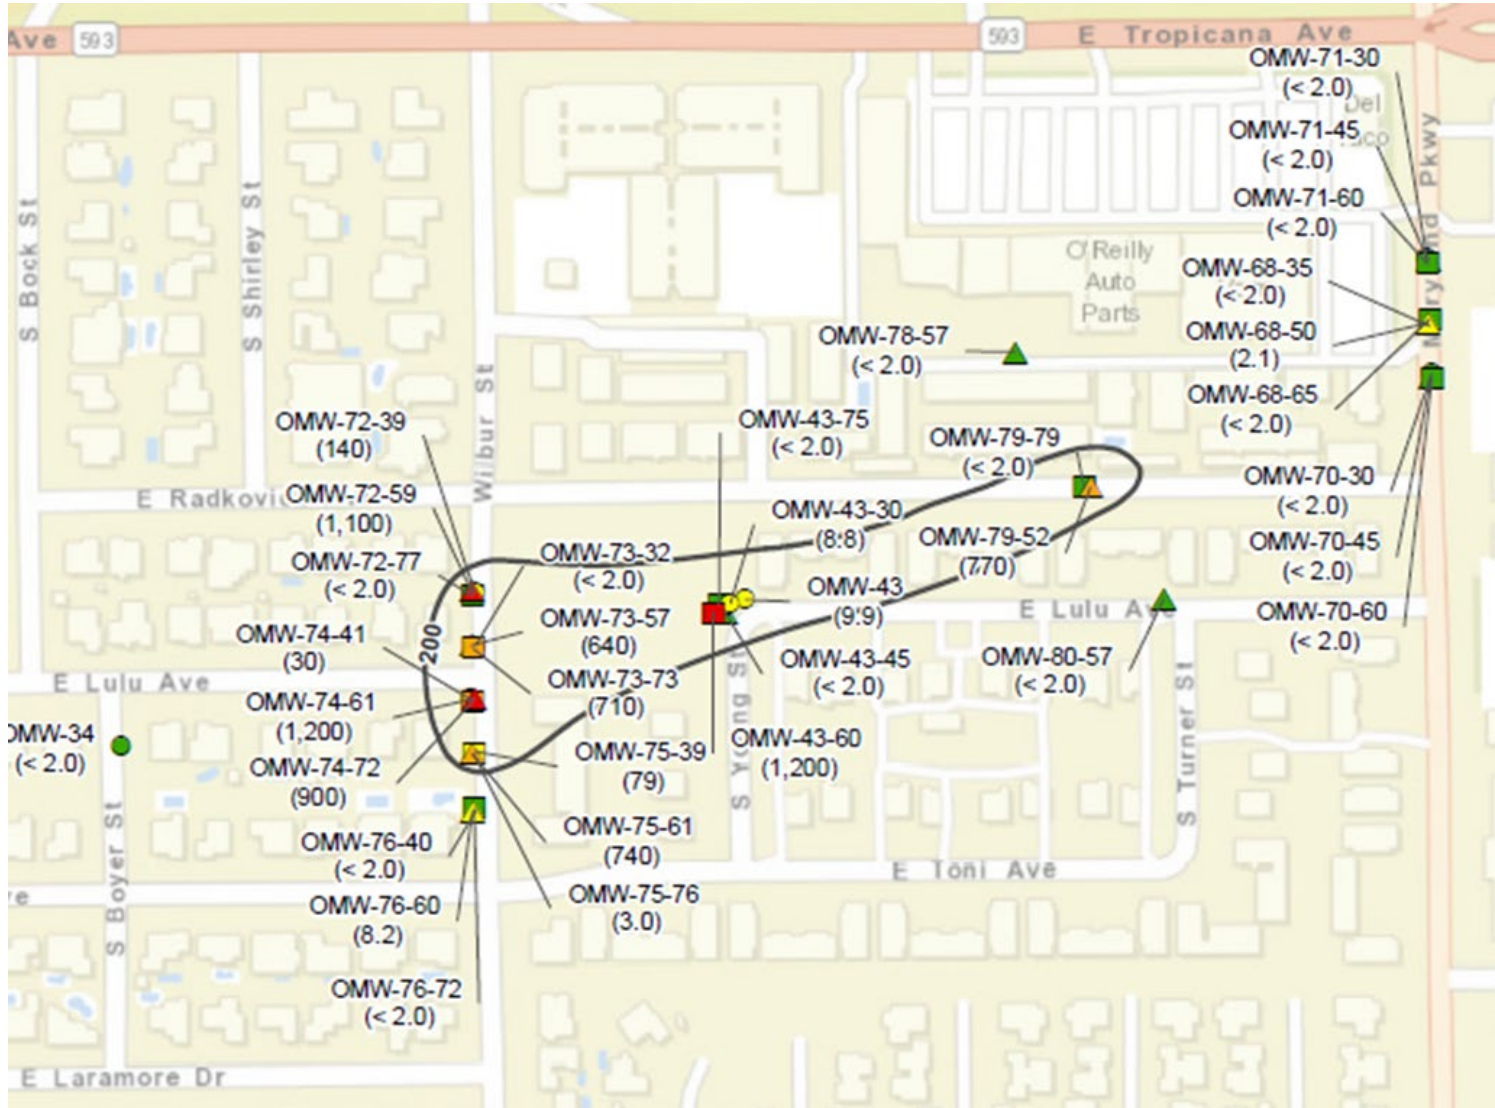 Ave 593
593 E Tropicana Ave
OMW-71-30
(< 2.0)
Del
OMW-71-45
(< 2.0)
OMW-71-60
(< 2.0)
Pkwy
S Bock St
S Shirley St
O'Reilly
Auto
Parts
OMW-68-35
(< 2.0)
OMW-68-50
(2.1)
OMW-68-65
(< 2.0)
OMW-78-57
(< 2.0)
Wilbur St
OMW-72-39
(140)
OMW-43-75
(< 2.0)
OMW-79-79
(< 2.0)
OMW-70-30
(< 2.0)
E Radkovic
OMW-72-59
(1,100)
OMW-43-30
(8.8)
OMW-79-52
(770)
OMW-70-45
(< 2.0)
OMW-72-77
(< 2.0)
OMW-73-32
(< 2.0)
OMW-43
(9.9)
E Lulu Ave
OMW-70-60
(< 2.0)
OMW-74-41
(30)
200
OMW-73-57
(640)
OMW-43-45
(< 2.0)
OMW-80-57
(< 2.0)
E Lulu Ave
OMW-74-61
(1,200)
OMW-73-73
(710)
S Turner St
OMW-34
(< 2.0)
OMW-74-72
(900)
OMW-75-39
(79)
S Young St
OMW-43-60
(1,200)
OMW-76-40
(< 2.0)
OMW-75-61
(740)
S Boyer St
E Toni Ave
OMW-76-60
(8.2)
OMW-75-76
(3.0)
OMW-76-72
(< 2.0)
E Laramore Dr